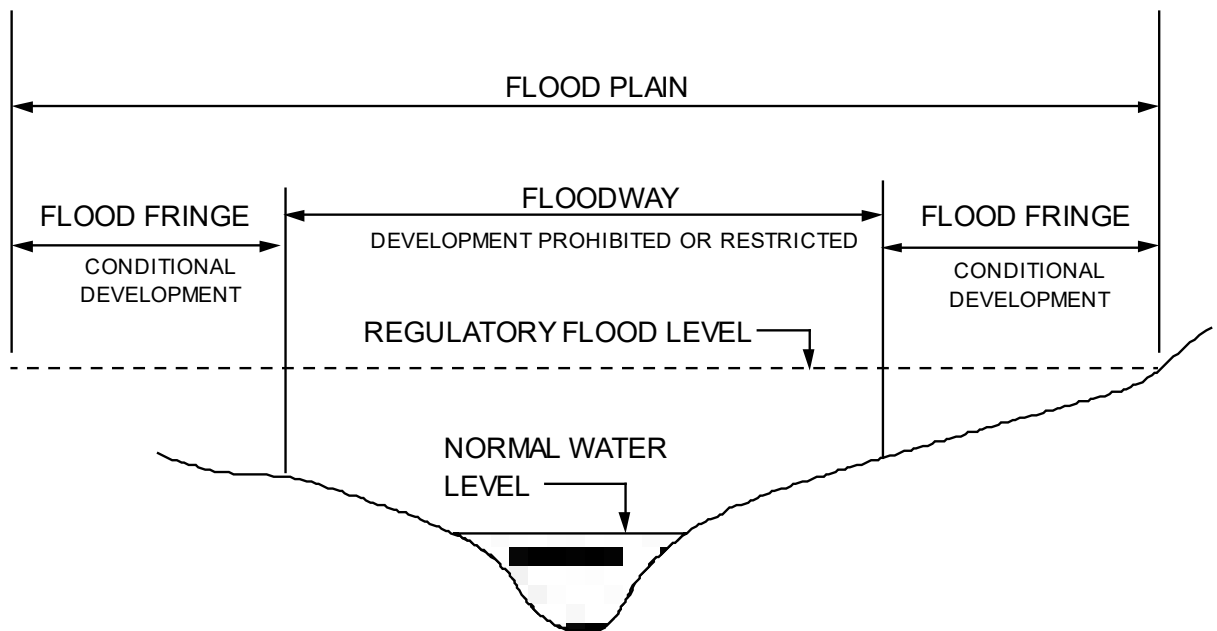 FLOOD PLAIN
FLOOD FRINGE
CONDITIONAL
DEVELOPMENT
FLOODWAY
DEVELOPMENT PROHIBITED OR RESTRICTED
FLOOD FRINGE
CONDITIONAL
DEVELOPMENT
REGULATORY FLOOD LEVEL
NORMAL WATER
LEVEL